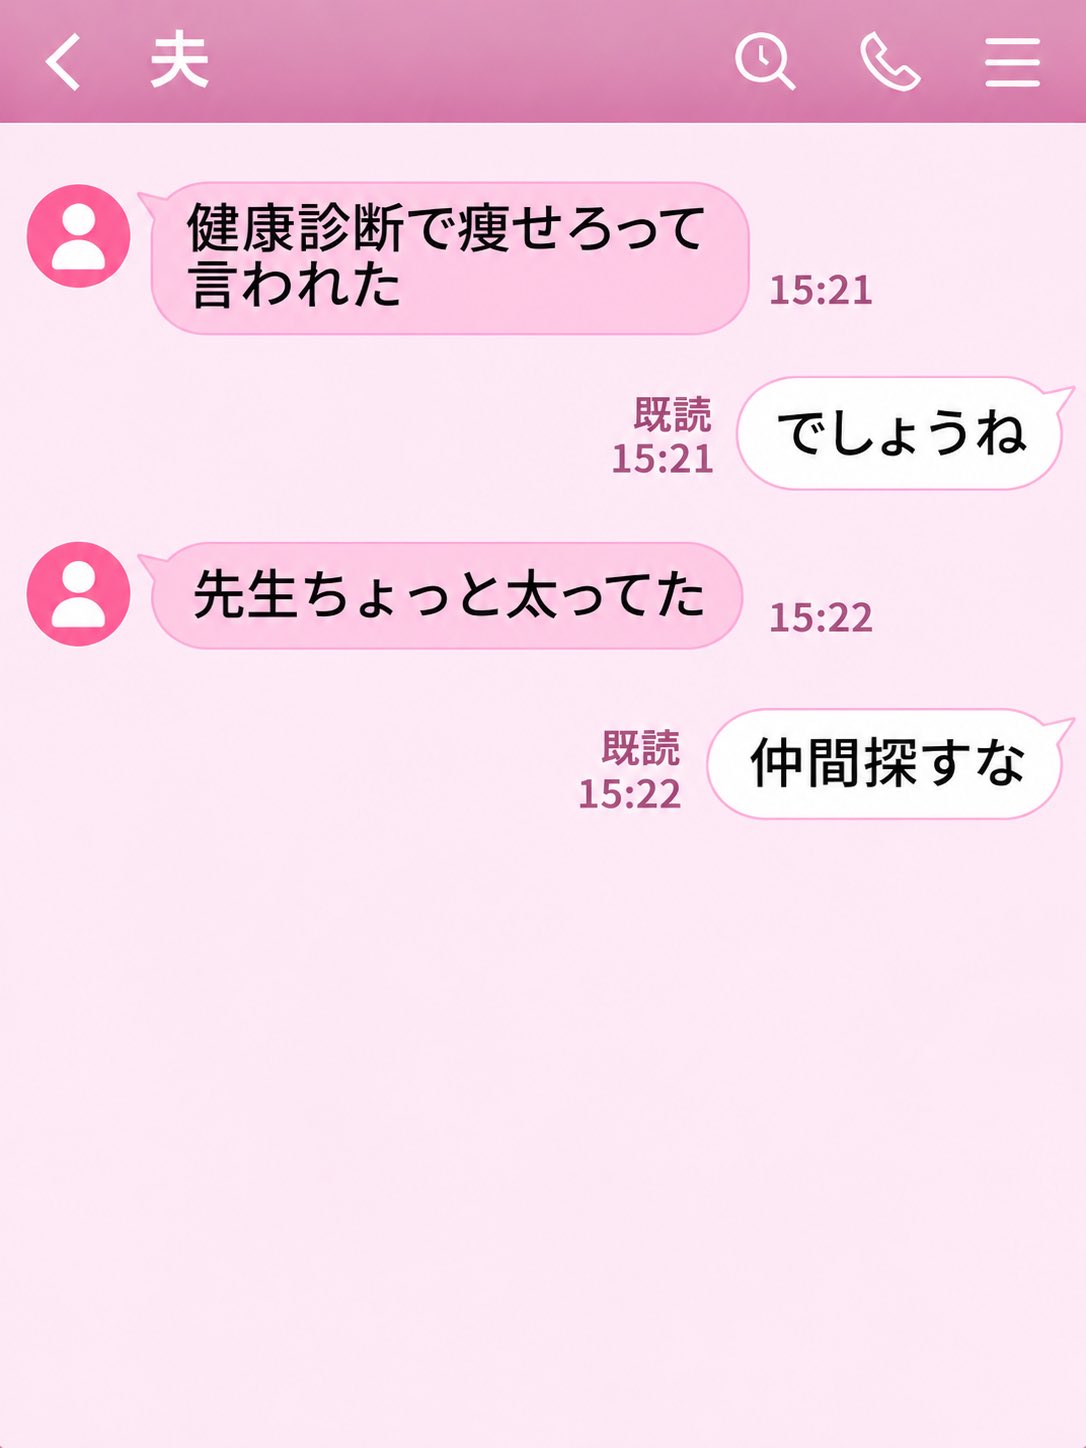 夫
健康診断で痩せろって
言われた
15:21
既読
15:21
でしょうね
先生ちょっと太ってた
15:22
既読
15:22
仲間探すな